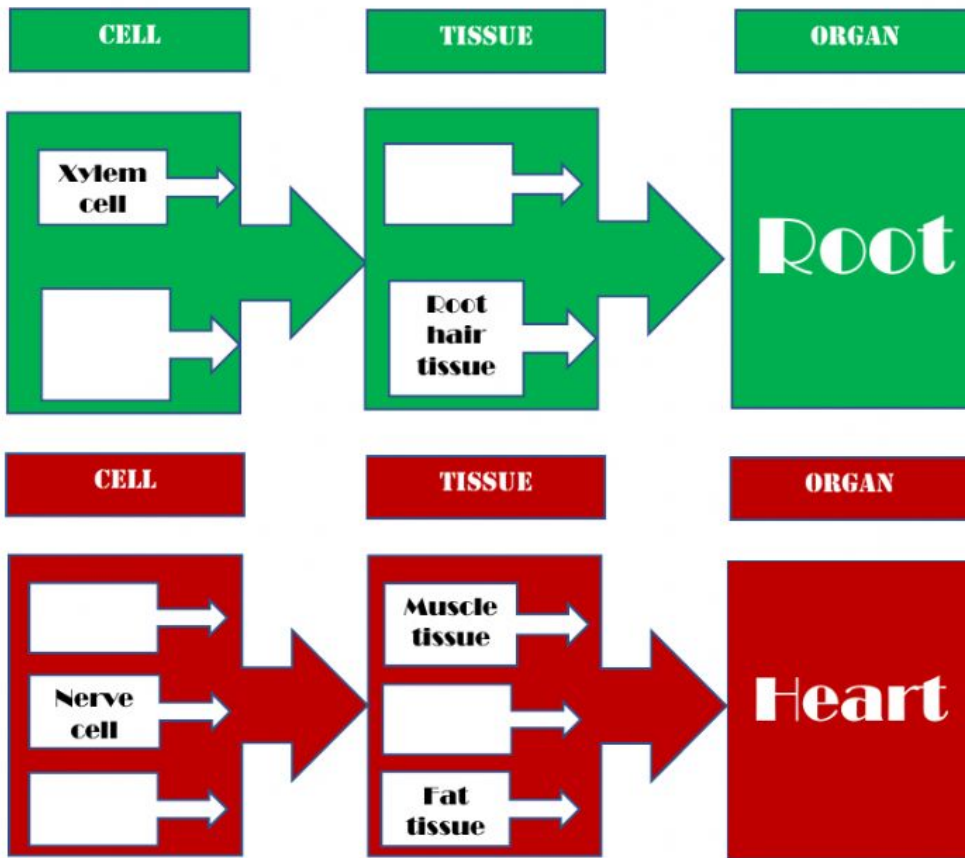 CELL
TISSUE
ORGAN
Xylem
cell
Root
hair
tissue
Root
CELL
TISSUE
ORGAN
Nerve
cell
Muscle
tissue
Fat
tissue
Heart